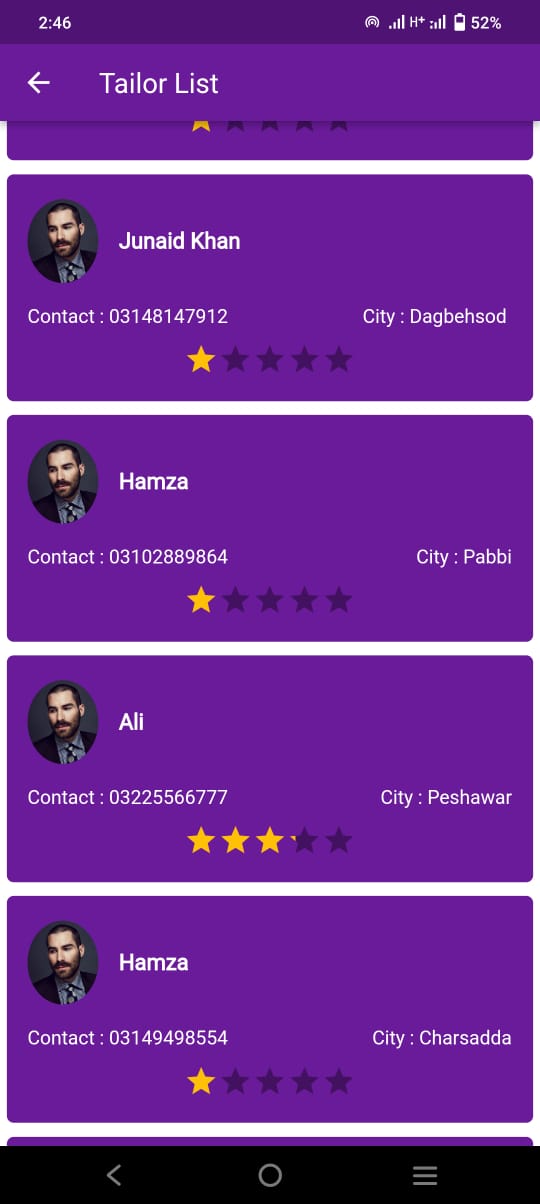 2:46 H+ 52%
Tailor List
Junaid Khan
Contact : 03148147912 City : Dagbehsod
Hamza
Contact : 03102889864 City : Pabbi
Ali
Contact : 03225566777 City : Peshawar
Hamza
Contact : 03149498554 City : Charsadda